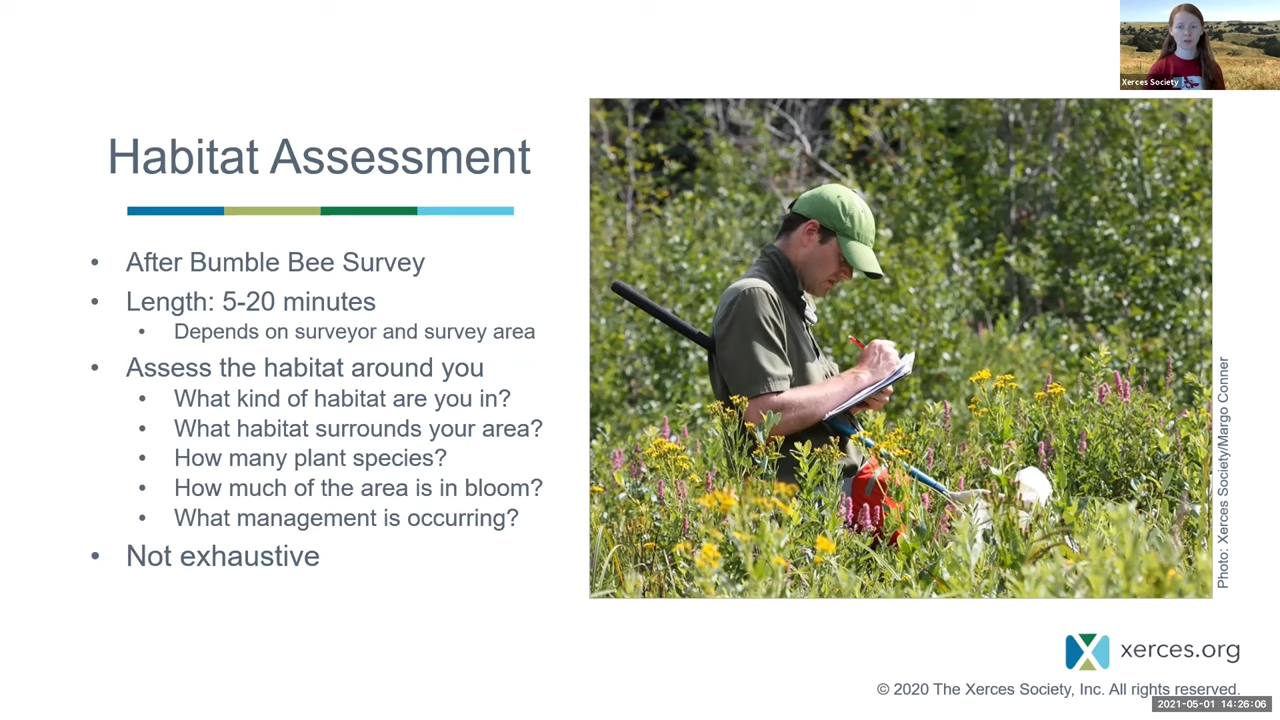 Xerces Society
Habitat Assessment
• After Bumble Bee Survey
• Length: 5-20 minutes
• Depends on surveyor and survey area
• Assess the habitat around you
• What kind of habitat are you in?
• What habitat surrounds your area?
• How many plant species?
• How much of the area is in bloom?
• What management is occurring?
• Not exhaustive
Photo: Xerces Society/Margo Conner
xerces.org
© 2020 The Xerces Society, Inc. All rights reserved.
2021-05-01 14:26:06